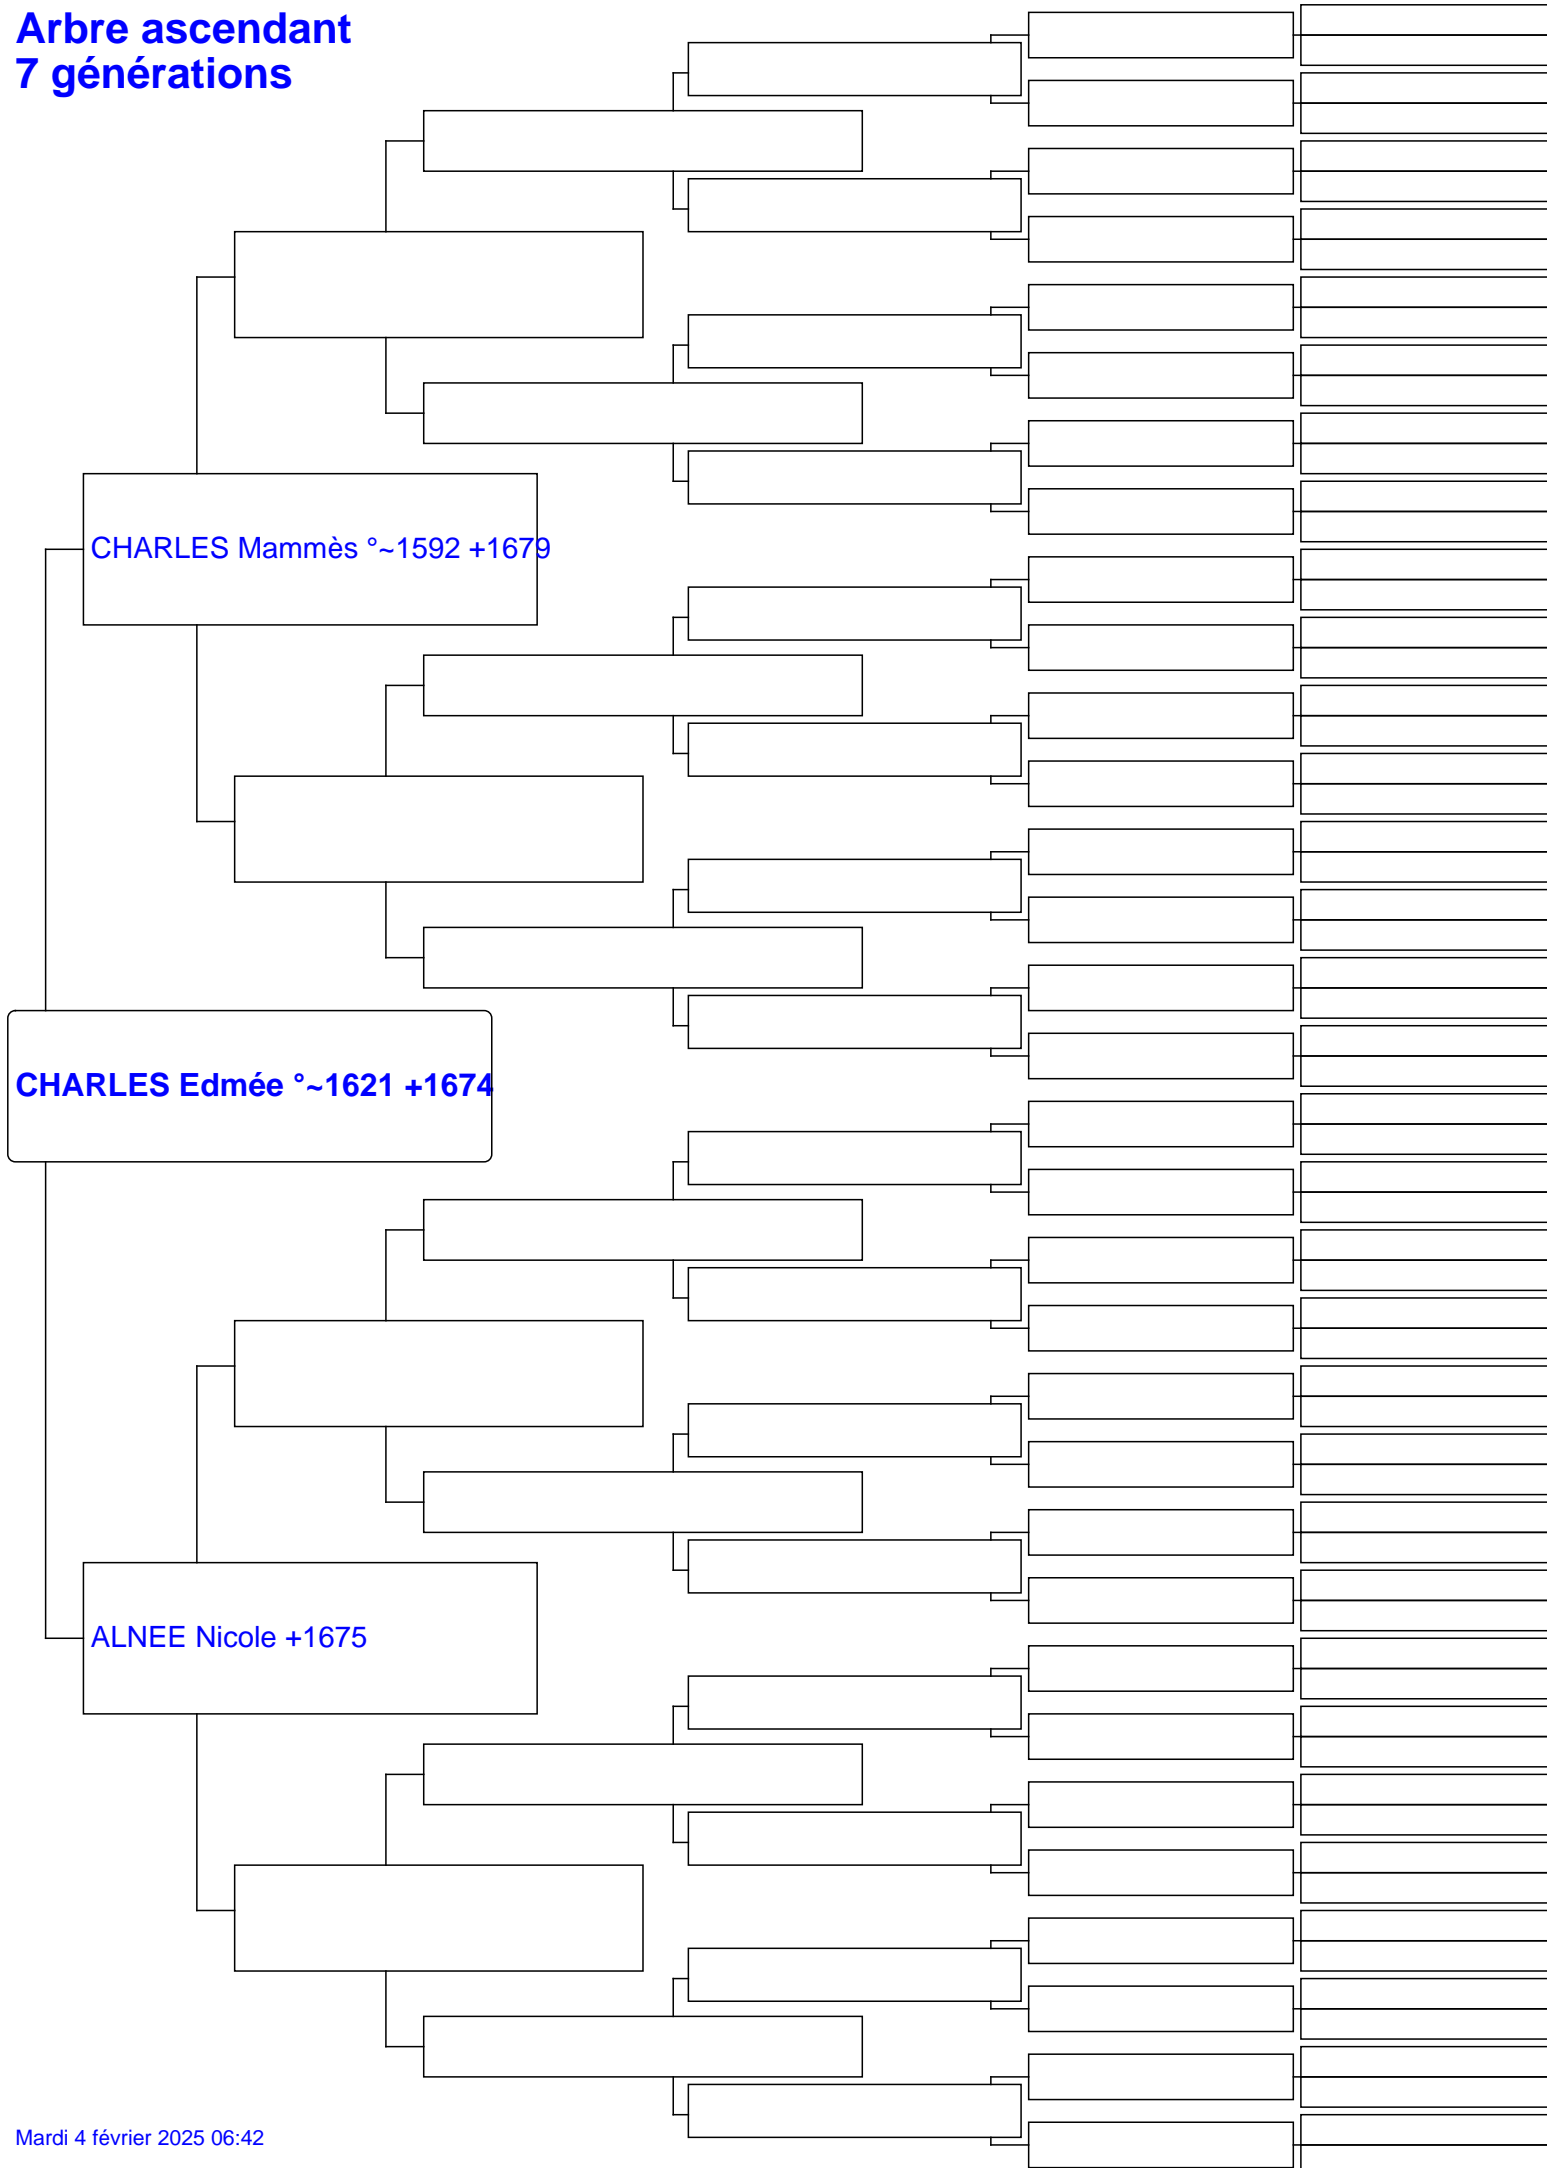 Arbre ascendant
7 générations
CHARLES Mammès °~1592 +1679
CHARLES Edmée °~1621 +1674
ALNEE Nicole +1675
Mardi 4 février 2025 06:42